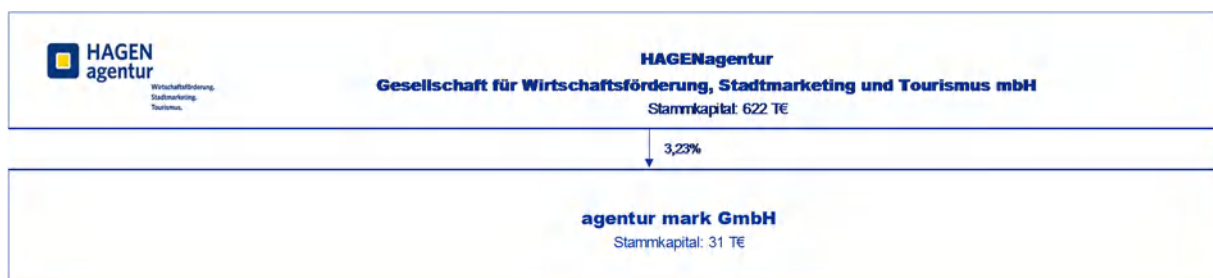 HAGEN
agentur
Wirtschaftsförderung.
Stadtmarketing.
Tourismus.
HAGENagentur
Gesellschaft für Wirtschaftsförderung, Stadtmarketing und Tourismus mbH
Stammkapital: 622 T€
3,23%
agentur mark GmbH
Stammkapital: 31 T€